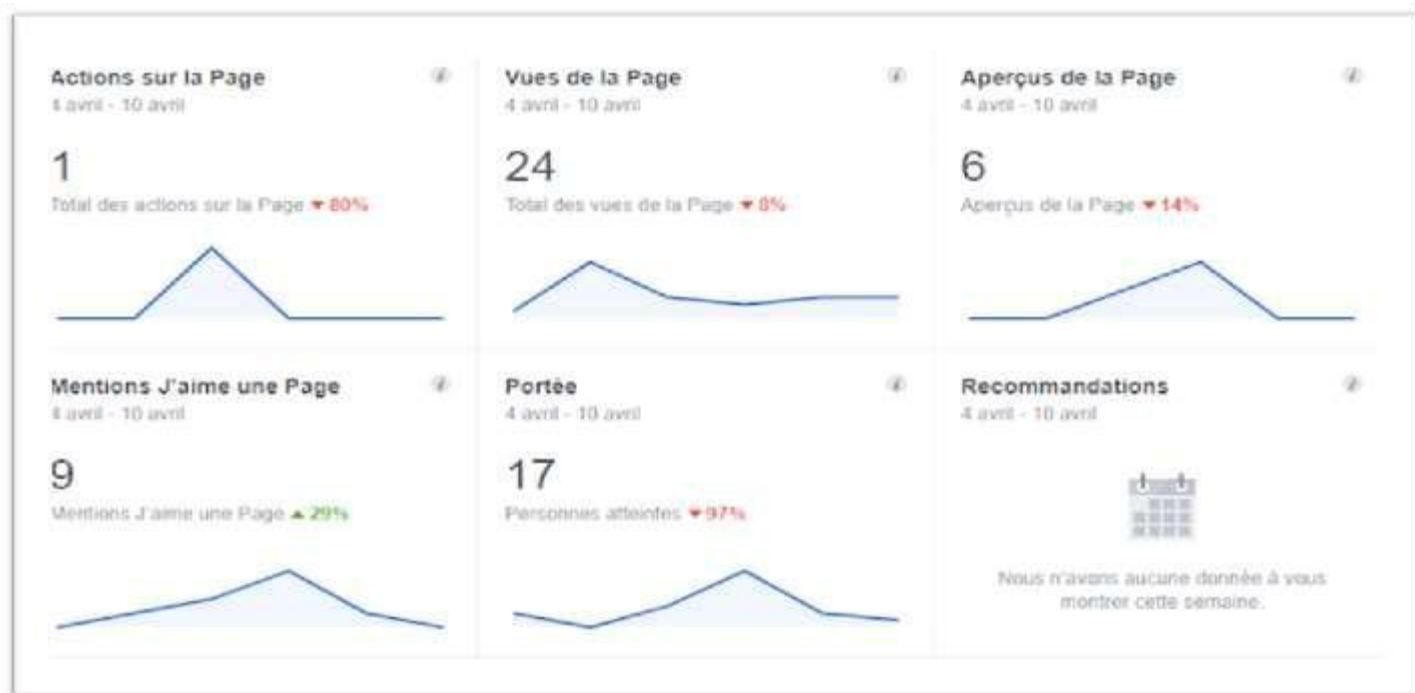 Actions sur la Page
4 avril - 10 avril
1
Total des actions sur la Page ▼ 80%
Vues de la Page
4 avril - 10 avril
24
Total des vues de la Page ▼ 8%
Aperçus de la Page
4 avril - 10 avril
6
Aperçus de la Page ▼ 14%
Mentions J'aime une Page
4 avril - 10 avril
9
Mentions J'aime une Page ▲ 29%
Portée
4 avril - 10 avril
17
Personnes atteintes ▼ 97%
Recommandations
4 avril - 10 avril
Nous n'avons aucune donnée à vous
montrer cette semaine.